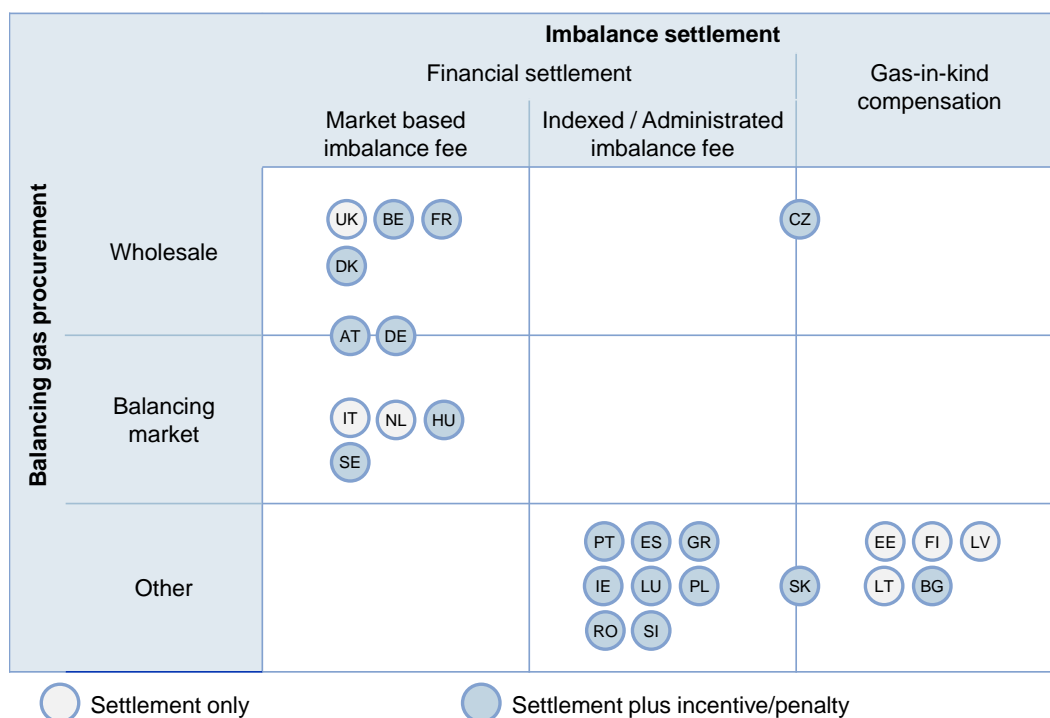 Imbalance settlement
Financial settlement
Gas-in-kind
compensation
Market based
imbalance fee
Indexed / Administrated
imbalance fee
Balancing gas procurement
Wholesale
UK BE FR
DK
CZ
AT DE
Balancing
market
IT NL HU
SE
Other
PT ES GR
IE LU PL
RO SI
SK
EE FI LV
LT BG
Settlement only
Settlement plus incentive/penalty